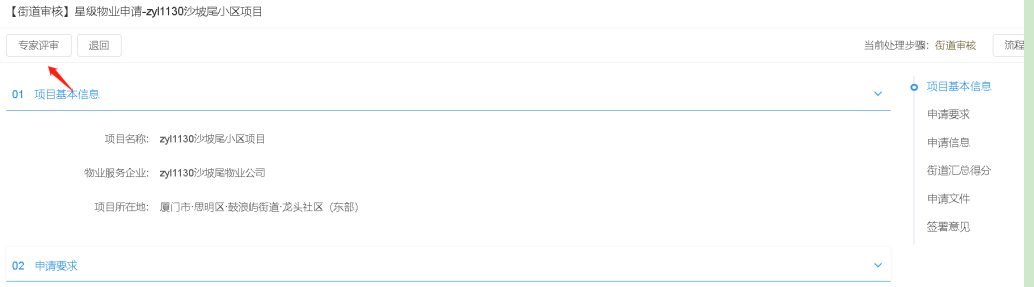 【街道审核】星级物业申请-zyl1130沙坡尾小区项目
专家评审 退回 当前处理步骤: 街道审核 流程
01 项目基本信息
项目名称: zyl1130沙坡尾小区项目
物业服务企业: zyl1130沙坡尾物业公司
项目所在地: 厦门市·思明区·鼓浪屿街道·龙头社区（东部）
02 申请要求
项目基本信息
申请要求
申请信息
街道汇总得分
申请文件
签署意见